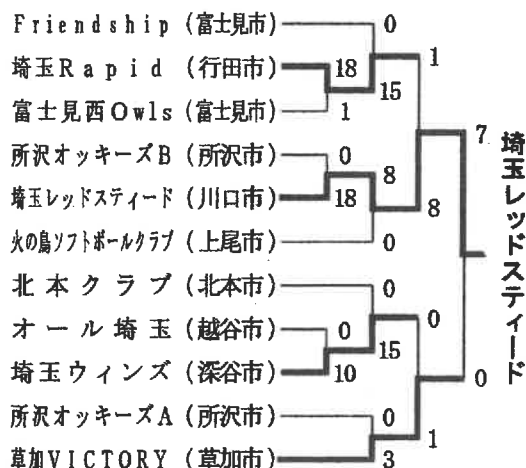 Friendship (富士見市) 0
埼玉Rapid (行田市) 18
富士見西Owls (富士見市) 1
15
1
所沢オッキーズB (所沢市) 0
埼玉レッドスティード (川口市) 18
火の鳥ソフトボールクラブ (上尾市) 0
8
8
7
北本クラブ (北本市) 0
オール埼玉 (越谷市) 0
埼玉ウィンズ (深谷市) 10
15
0
所沢オッキーズA (所沢市) 0
草加VICTORY (草加市) 3
1
0
埼玉レッドスティード